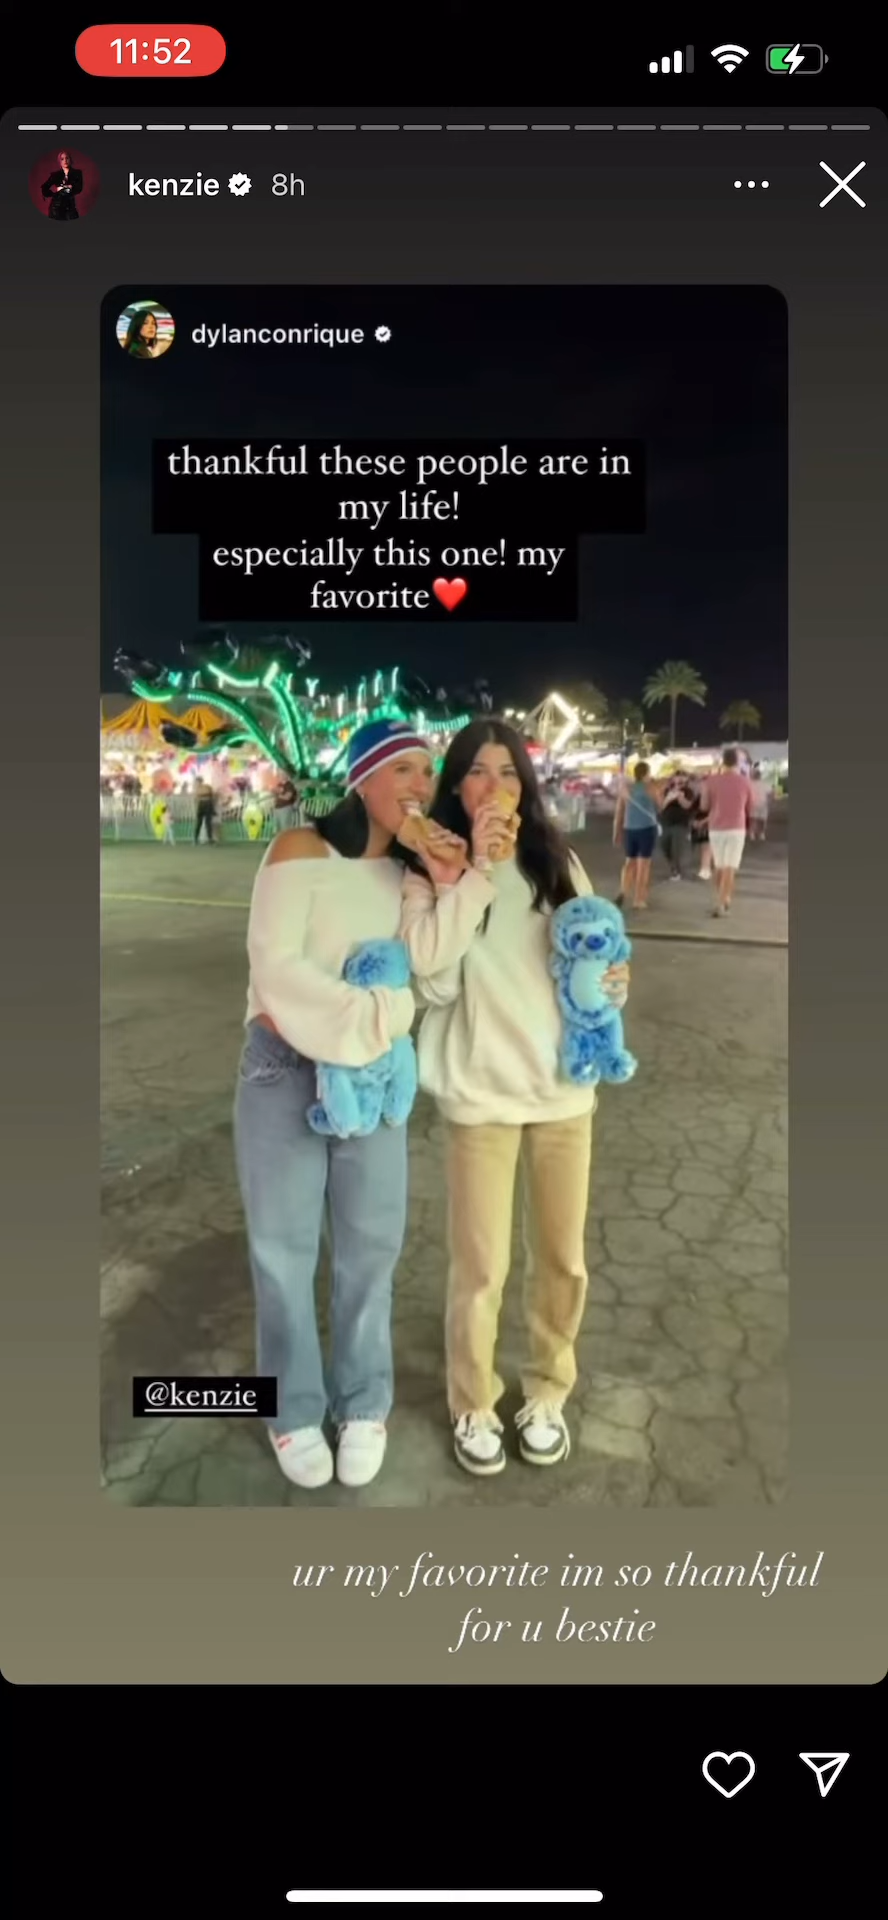 11:52
kenzie 8h
dylanconrique
thankful these people are in
my life!
especially this one! my
favorite❤️
@kenzie
ur my favorite im so thankful
for u bestie